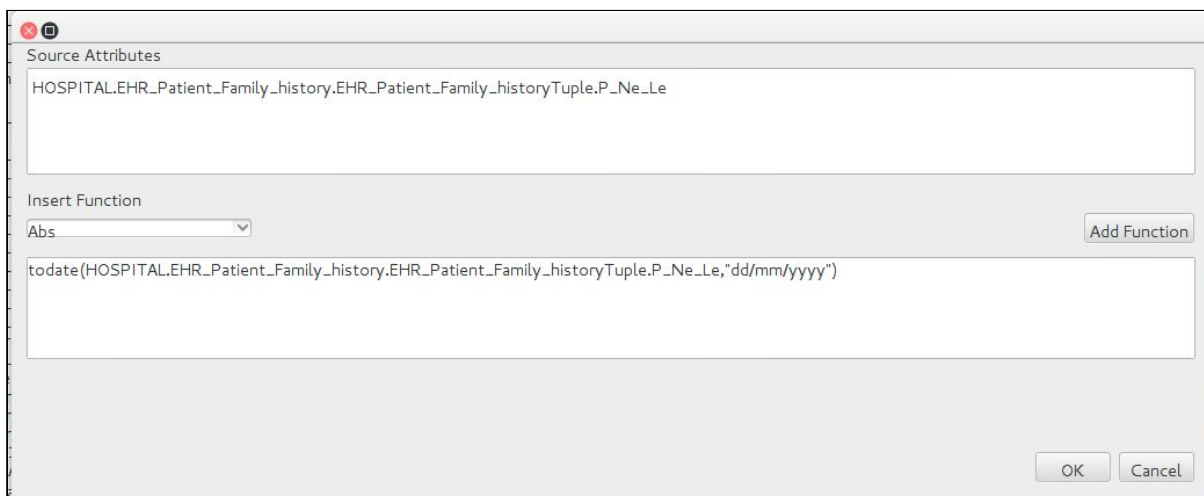 Source Attributes
HOSPITAL.EHR_Patient_Family_history.EHR_Patient_Family_historyTuple.P_Ne_Le
Insert Function
Abs
Add Function
todate(HOSPITAL.EHR_Patient_Family_history.EHR_Patient_Family_historyTuple.P_Ne_Le,"dd/mm/yyyy")
OK
Cancel